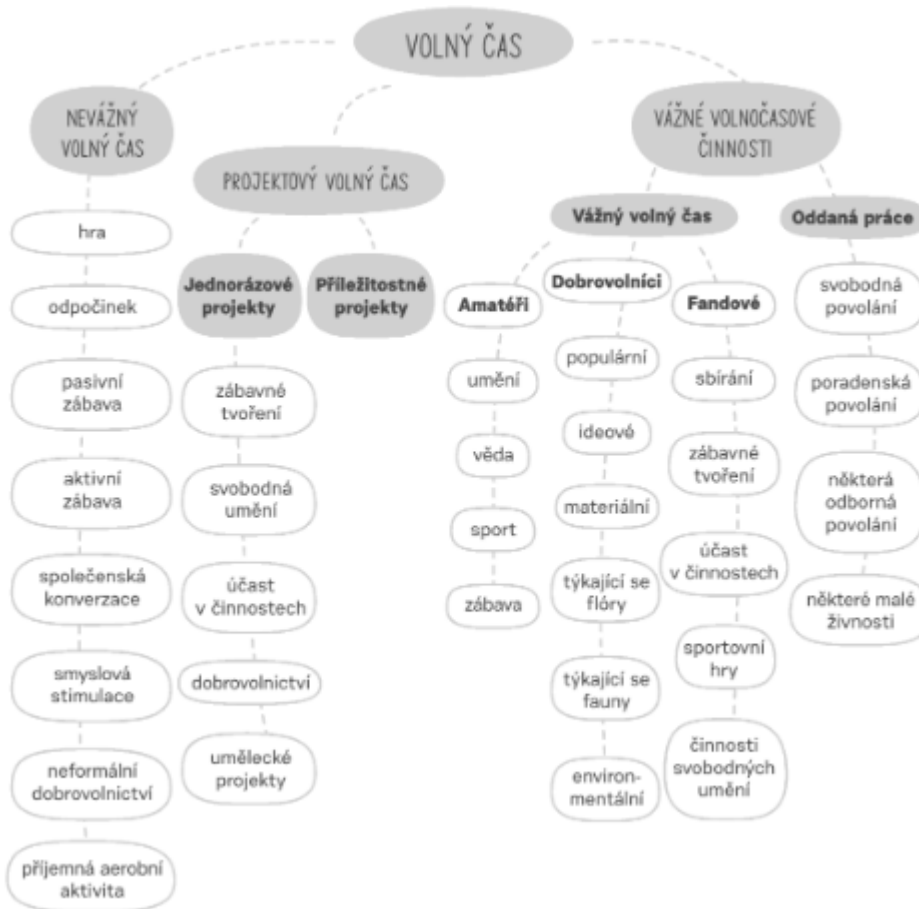 VOLNÝ ČAS
NEVÁŽNÝ
VOLNÝ ČAS
hra
odpočinek
pasivní
zábava
aktivní
zábava
společenská
konverzace
smyslová
stimulace
neformální
dobrovolnictví
příjemná aerobní
aktivita
PROJEKTOVÝ VOLNÝ ČAS
Jednorázové
projekty
zábavné
tvoření
svobodná
umění
účast
v činnostech
dobrovolnictví
umělecké
projekty
Příležitostné
projekty
VÁŽNÉ VOLNOČASOVÉ
ČINNOSTI
Vážný volný čas
Amatéři
umění
věda
sport
zábava
Dobrovolníci
populární
ideové
materiální
týkající se
flóry
týkající se
fauny
environ-
mentální
Fandové
sbírání
zábavné
tvoření
účast
v činnostech
sportovní
hry
činnosti
svobodných
umění
Oddaná práce
svobodná
povolání
poradenská
povolání
některá
odborná
povolání
některé malé
živnosti